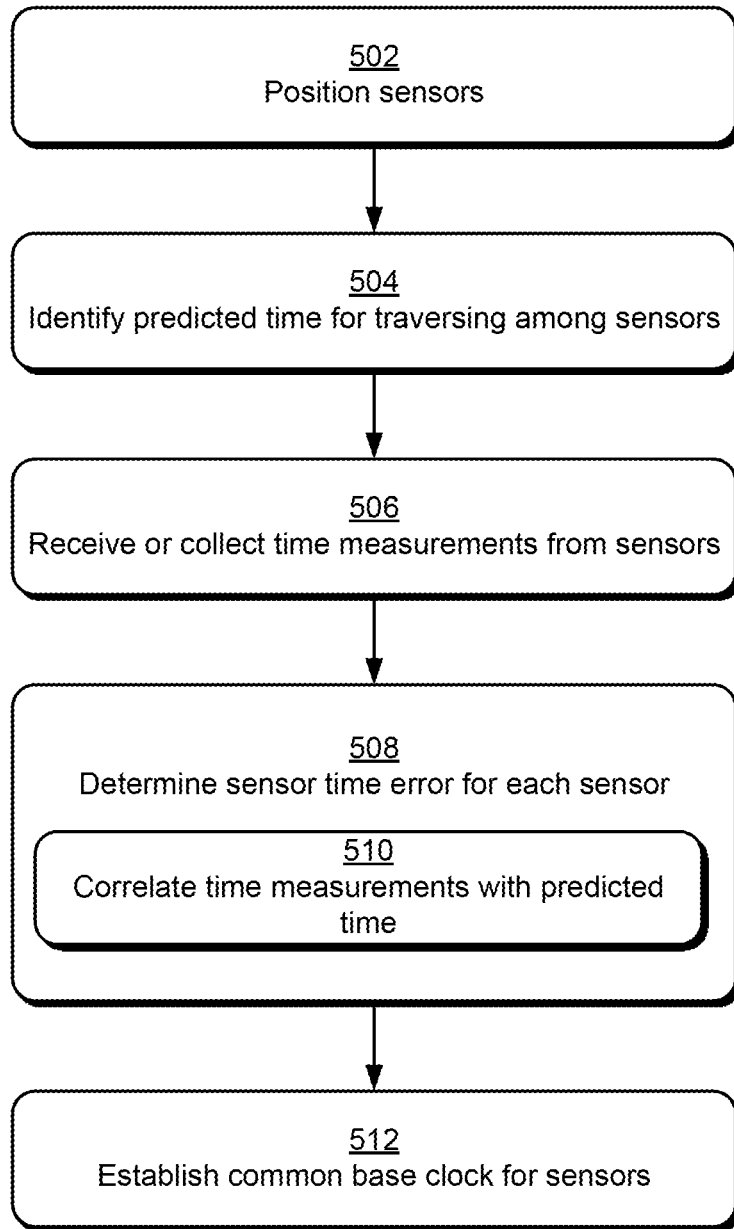 502
Position sensors
504
Identify predicted time for traversing among sensors
506
Receive or collect time measurements from sensors
508
Determine sensor time error for each sensor
510
Correlate time measurements with predicted
time
512
Establish common base clock for sensors